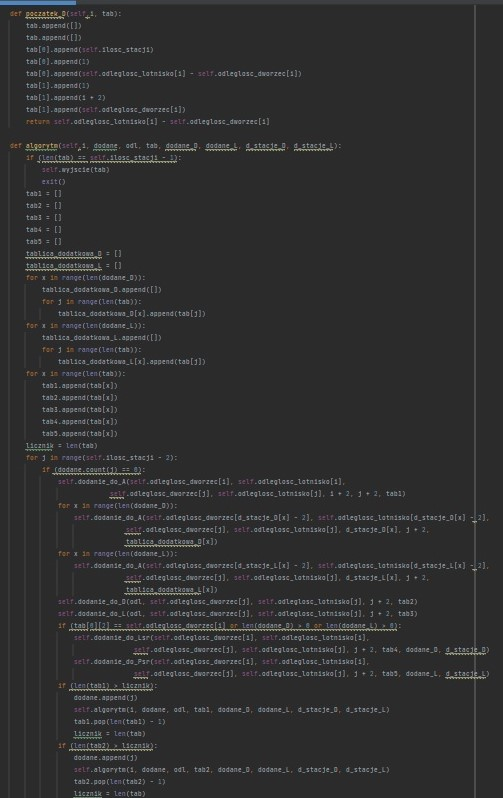 def poczatek_D(self,i, tab):
    tab.append([])
    tab.append([])
    tab[0].append(self.ilosc_stacji)
    tab[0].append(1)
    tab[0].append(self.odleglosc_lotnisko[i] - self.odleglosc_dworzec[i])
    tab[1].append(1)
    tab[1].append(i + 2)
    tab[1].append(self.odleglosc_dworzec[i])
    return self.odleglosc_lotnisko[i] - self.odleglosc_dworzec[i]
def algorytm(self,i, dodane, odl, tab, dodane_D, dodane_L, d_stacje_D, d_stacje_L):
    if (len(tab) == self.ilosc_stacji - 1):
        self.wyjscie(tab)
        exit()
    tab1 = []
    tab2 = []
    tab3 = []
    tab4 = []
    tab5 = []
    tablica_dodatkowa_D = []
    tablica_dodatkowa_L = []
    for x in range(len(dodane_D)):
        tablica_dodatkowa_D.append([])
        for j in range(len(tab)):
            tablica_dodatkowa_D[x].append(tab[j])
    for x in range(len(dodane_L)):
        tablica_dodatkowa_L.append([])
        for j in range(len(tab)):
            tablica_dodatkowa_L[x].append(tab[j])
    for x in range(len(tab)):
        tab1.append(tab[x])
        tab2.append(tab[x])
        tab3.append(tab[x])
        tab4.append(tab[x])
        tab5.append(tab[x])
    licznik = len(tab)
    for j in range(self.ilosc_stacji - 2):
        if (dodane.count(j) == 0):
            self.dodanie_do_A(self.odleglosc_dworzec[i], self.odleglosc_lotnisko[i],
                self.odleglosc_dworzec[j], self.odleglosc_lotnisko[j], i + 2, j + 2, tab1)
            for x in range(len(dodane_D)):
                self.dodanie_do_A(self.odleglosc_dworzec[d_stacje_D[x] - 2], self.odleglosc_lotnisko[d_stacje_D[x] - 2],
                    self.odleglosc_dworzec[j], self.odleglosc_lotnisko[j], d_stacje_D[x], j + 2,
                    tablica_dodatkowa_D[x])
            for x in range(len(dodane_L)):
                self.dodanie_do_A(self.odleglosc_dworzec[d_stacje_L[x] - 2], self.odleglosc_lotnisko[d_stacje_L[x] - 2],
                    self.odleglosc_dworzec[j], self.odleglosc_lotnisko[j], d_stacje_L[x], j + 2,
                    tablica_dodatkowa_L[x])
            self.dodanie_do_D(odl, self.odleglosc_dworzec[j], self.odleglosc_lotnisko[j], j + 2, tab2)
            self.dodanie_do_L(odl, self.odleglosc_dworzec[j], self.odleglosc_lotnisko[j], j + 2, tab3)
            if (tab[0][2] == self.odleglosc_dworzec[i] or len(dodane_D) > 0 or len(dodane_L) > 0):
                self.dodanie_do_Lsr(self.odleglosc_dworzec[i], self.odleglosc_lotnisko[i],
                    self.odleglosc_dworzec[j], self.odleglosc_lotnisko[j], j + 2, tab4, dodane_D, d_stacje_D)
                self.dodanie_do_Psr(self.odleglosc_dworzec[i], self.odleglosc_lotnisko[i],
                    self.odleglosc_dworzec[j], self.odleglosc_lotnisko[j], j + 2, tab5, dodane_L, d_stacje_L)
            if (len(tab1) > licznik):
                dodane.append(j)
                self.algorytm(i, dodane, odl, tab1, dodane_D, dodane_L, d_stacje_D, d_stacje_L)
                tab1.pop(len(tab1) - 1)
                licznik = len(tab)
            if (len(tab2) > licznik):
                dodane.append(j)
                self.algorytm(i, dodane, odl, tab2, dodane_D, dodane_L, d_stacje_D, d_stacje_L)
                tab2.pop(len(tab2) - 1)
                licznik = len(tab)